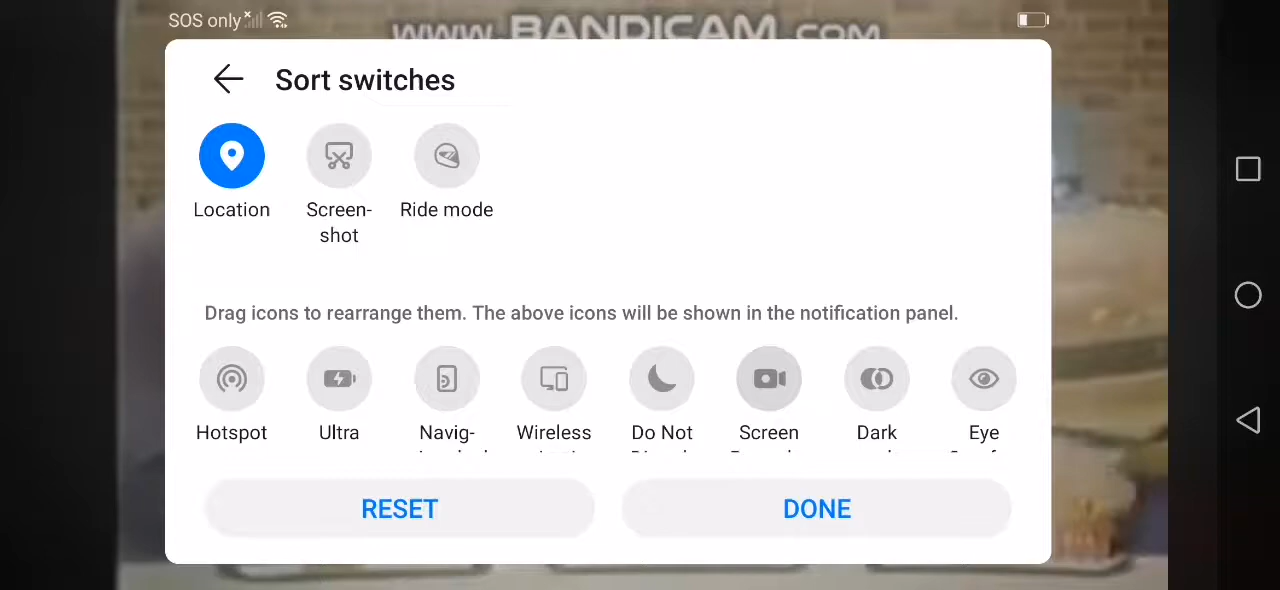 SOS only
WWW.BANDICAM.COM
Sort switches
Location
Screen-
shot
Ride mode
Drag icons to rearrange them. The above icons will be shown in the notification panel.
Hotspot Ultra Navig- Wireless Do Not Screen Dark Eye
RESET DONE